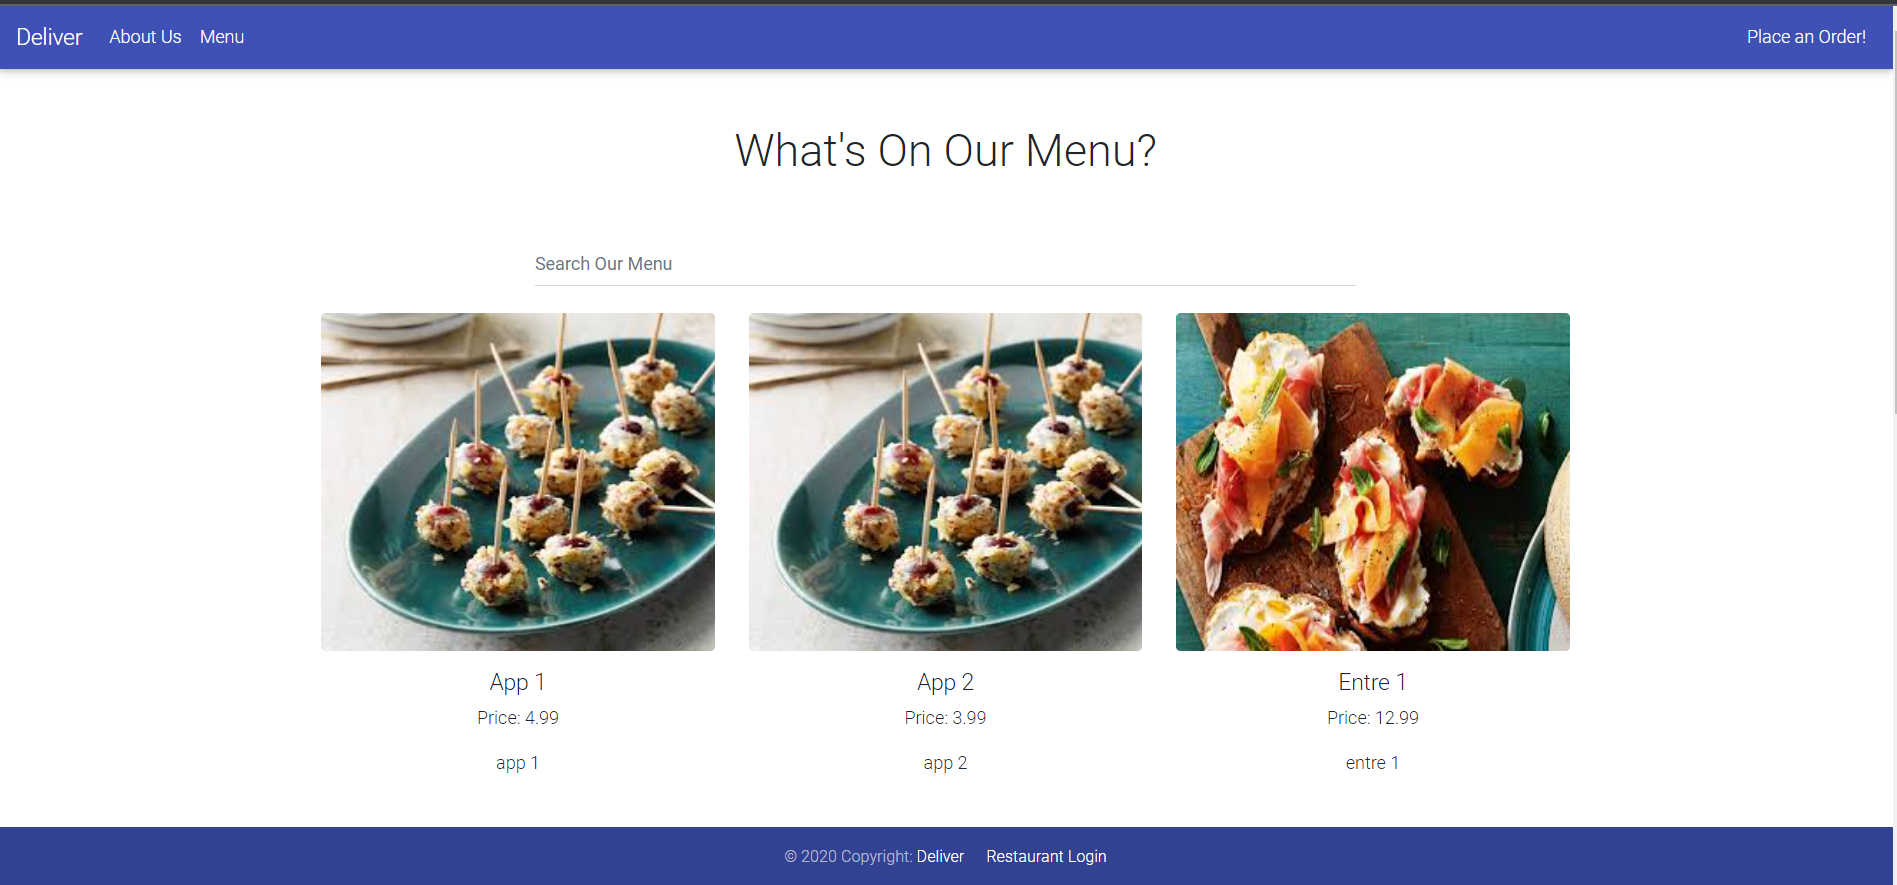 Deliver About Us Menu Place an Order!
What's On Our Menu?
Search Our Menu
App 1 App 2 Entre 1
Price: 4.99 Price: 3.99 Price: 12.99
app 1 app 2 entre 1
© 2020 Copyright: Deliver Restaurant Login